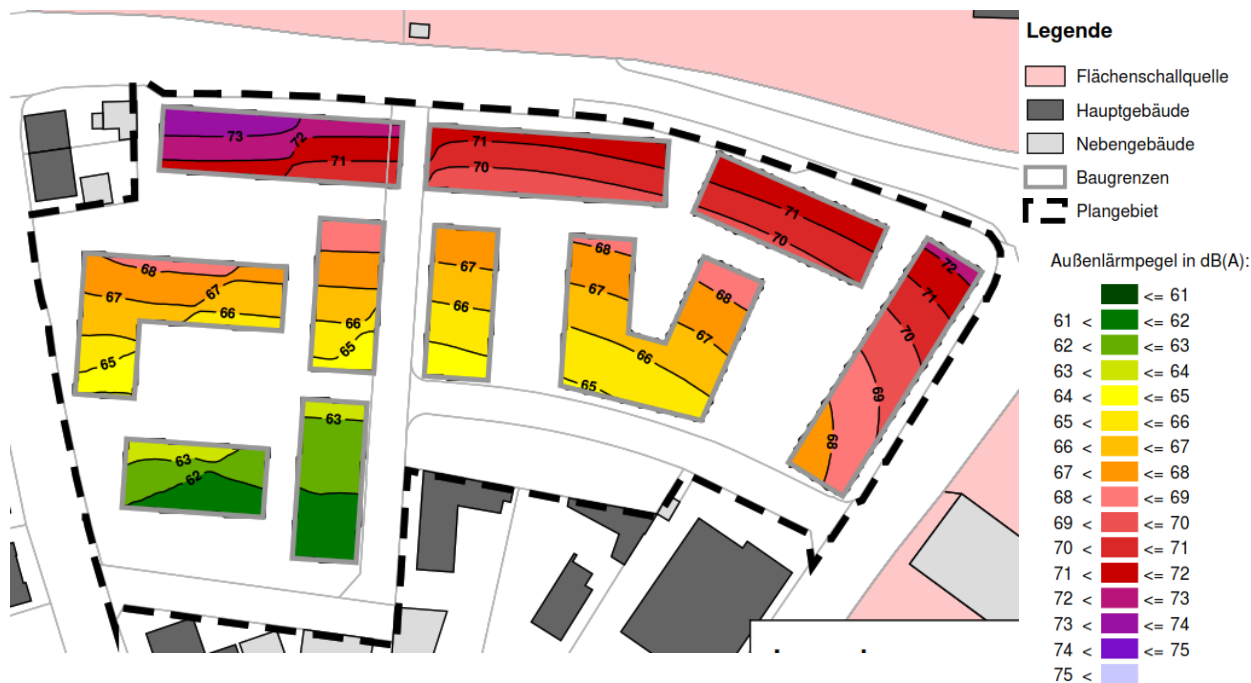 Legende
Flächenschallquelle
Hauptgebäude
Nebengebäude
Baugrenzen
Plangebiet
Außenlärmpegel in dB(A):
<= 61
61 < <= 62
62 < <= 63
63 < <= 64
64 < <= 65
65 < <= 66
66 < <= 67
67 < <= 68
68 < <= 69
69 < <= 70
70 < <= 71
71 < <= 72
72 < <= 73
73 < <= 74
74 < <= 75
75 <
73
72
71
71
70
71
70
72
71
70
69
68
68
67
67
66
65
66
65
67
66
68
67
66
65
68
67
63
62
63